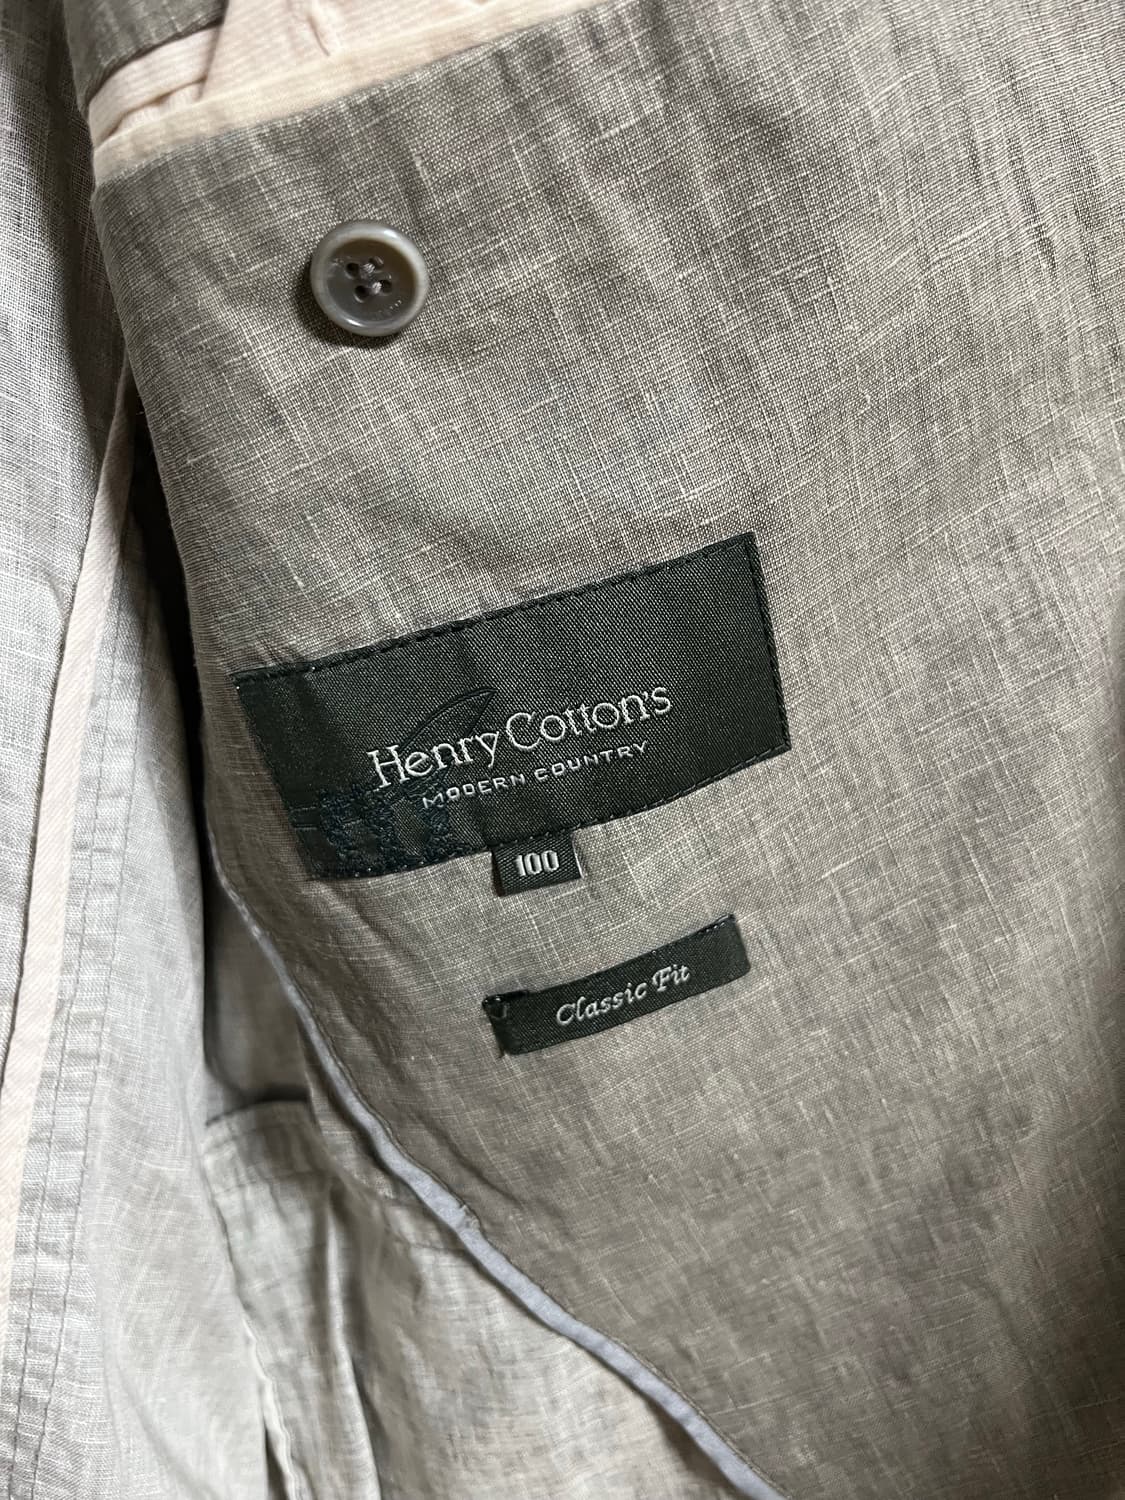 Henry Cotton's
MODERN COUNTRY
100
Classic Fit